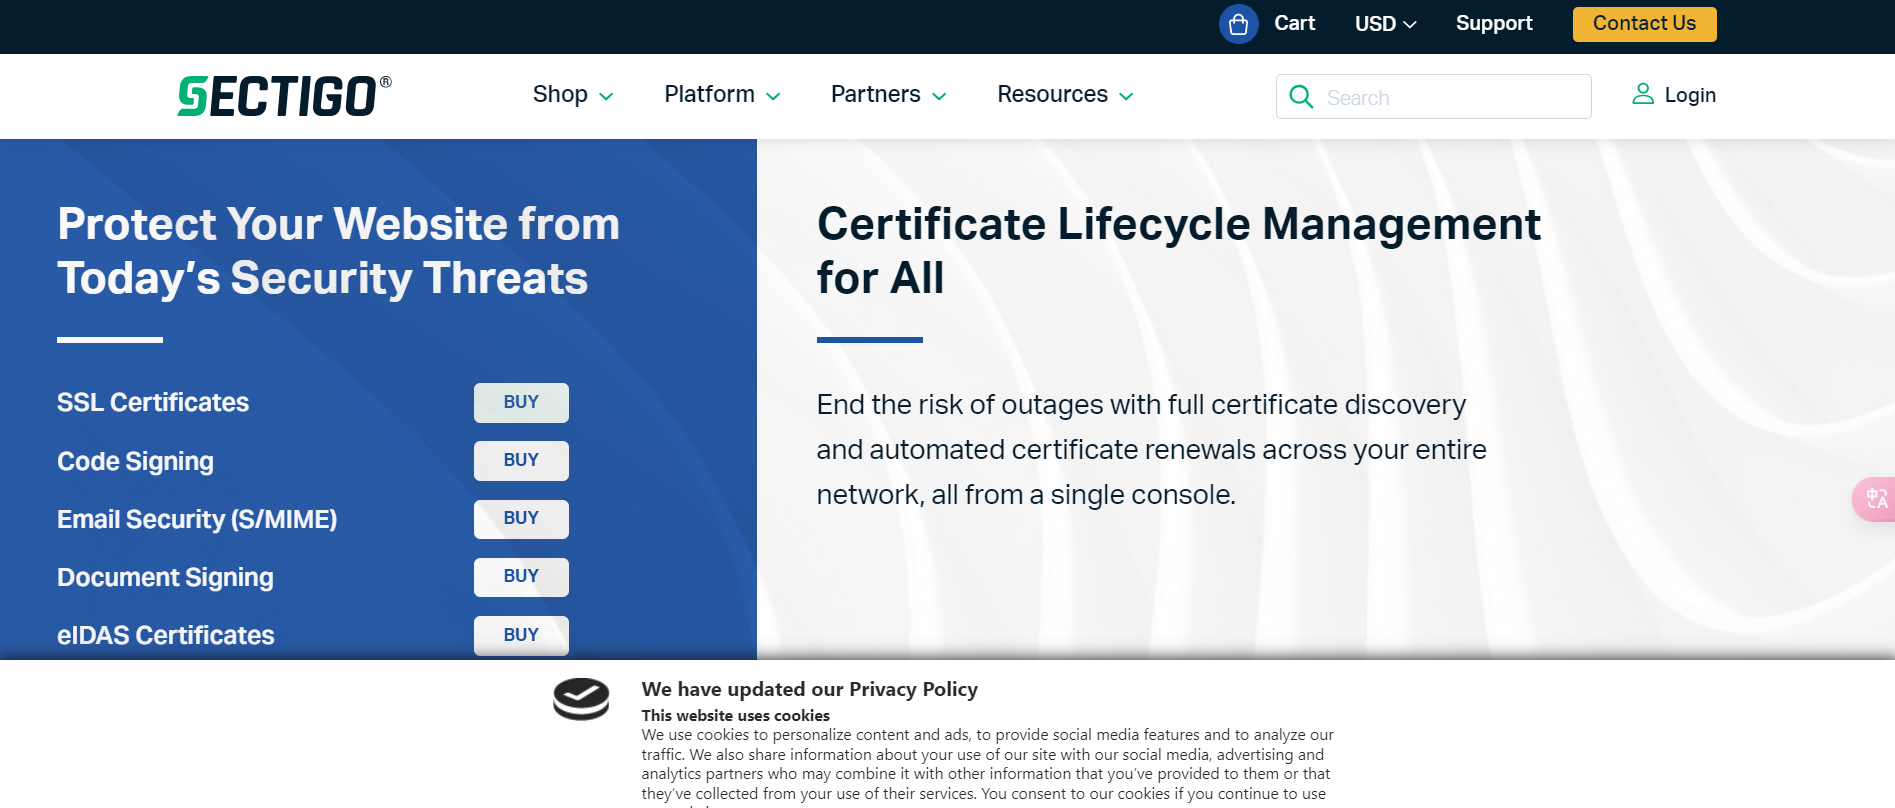 Cart
USD
Support
Contact Us
SECTIGO®
Shop
Platform
Partners
Resources
Search
Login
Protect Your Website from
Today’s Security Threats
SSL Certificates
BUY
Code Signing
BUY
Email Security (S/MIME)
BUY
Document Signing
BUY
eIDAS Certificates
BUY
Certificate Lifecycle Management
for All
End the risk of outages with full certificate discovery
and automated certificate renewals across your entire
network, all from a single console.
中A
We have updated our Privacy Policy
This website uses cookies
We use cookies to personalize content and ads, to provide social media features and to analyze our
traffic. We also share information about your use of our site with our social media, advertising and
analytics partners who may combine it with other information that you’ve provided to them or that
they’ve collected from your use of their services. You consent to our cookies if you continue to use